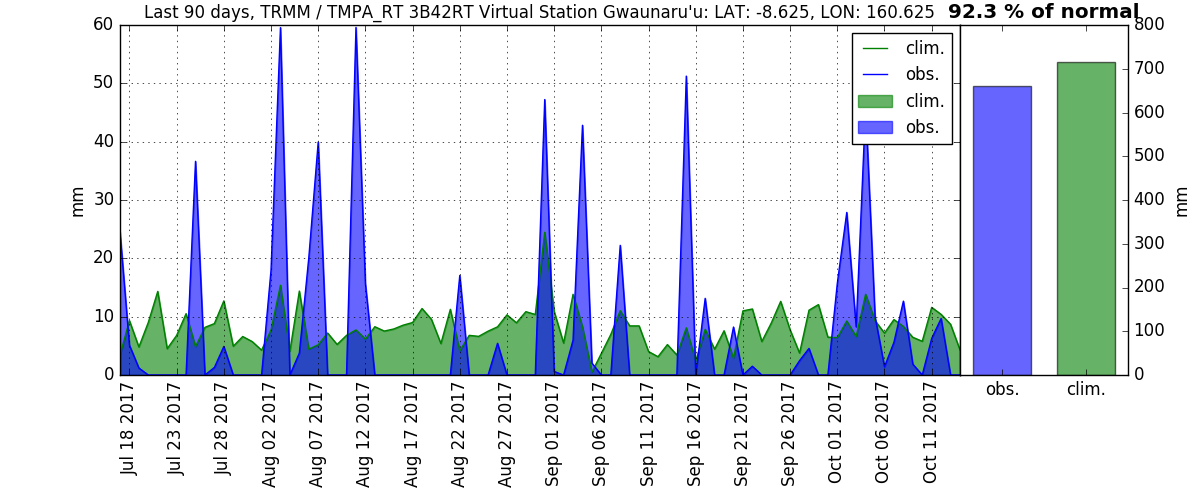 Last 90 days, TRMM / TMPA_RT 3B42RT Virtual Station Gwaunaru'u: LAT: -8.625, LON: 160.625 92.3 % of normal
60
50
40
30
20
10
0
mm
clim.
obs.
clim.
obs.
800
700
600
500
400
300
200
100
0
mm
obs.
clim.
Jul 18 2017
Jul 23 2017
Jul 28 2017
Aug 02 2017
Aug 07 2017
Aug 12 2017
Aug 17 2017
Aug 22 2017
Aug 27 2017
Sep 01 2017
Sep 06 2017
Sep 11 2017
Sep 16 2017
Sep 21 2017
Sep 26 2017
Oct 01 2017
Oct 06 2017
Oct 11 2017